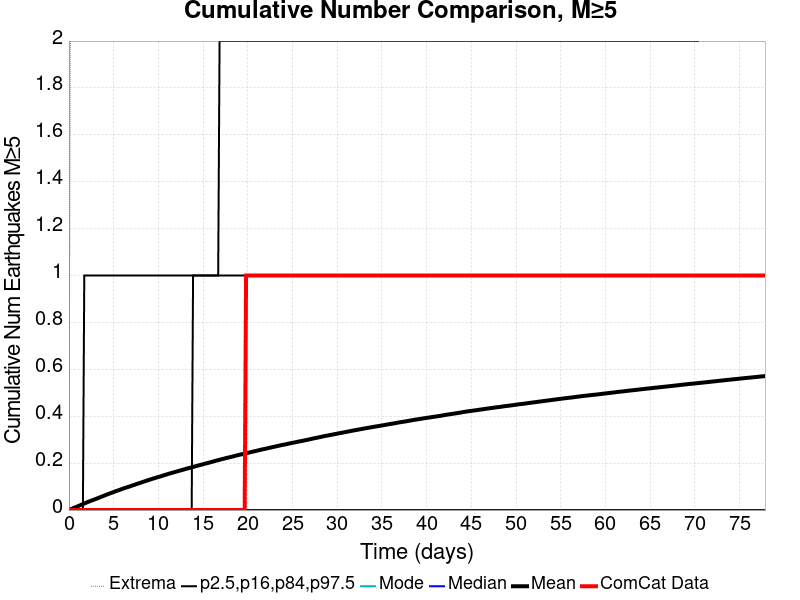 Cumulative Number Comparison, M≥5
Cumulative Num Earthquakes M≥5
2
1.8
1.6
1.4
1.2
1
0.8
0.6
0.4
0.2
0
0 5 10 15 20 25 30 35 40 45 50 55 60 65 70 75
Time (days)
Extrema p2.5,p16,p84,p97.5 Mode Median Mean ComCat Data